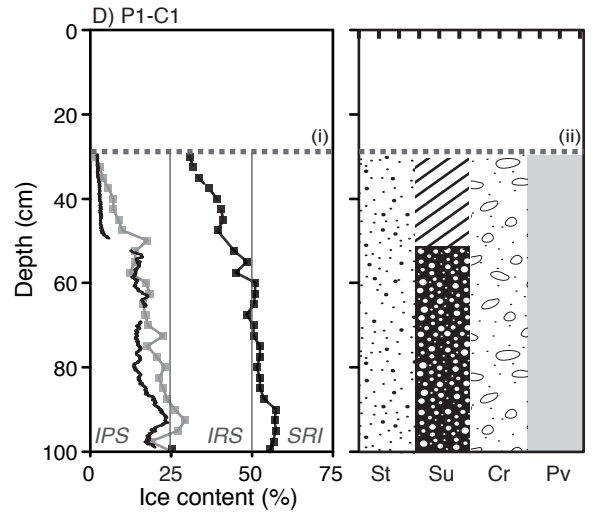 D) P1-C1
0
20
40
60
80
100
Depth (cm)
(i)
(ii)
IPS
IRS
SRI
0
25
50
75
Ice content (%)
St
Su
Cr
Pv